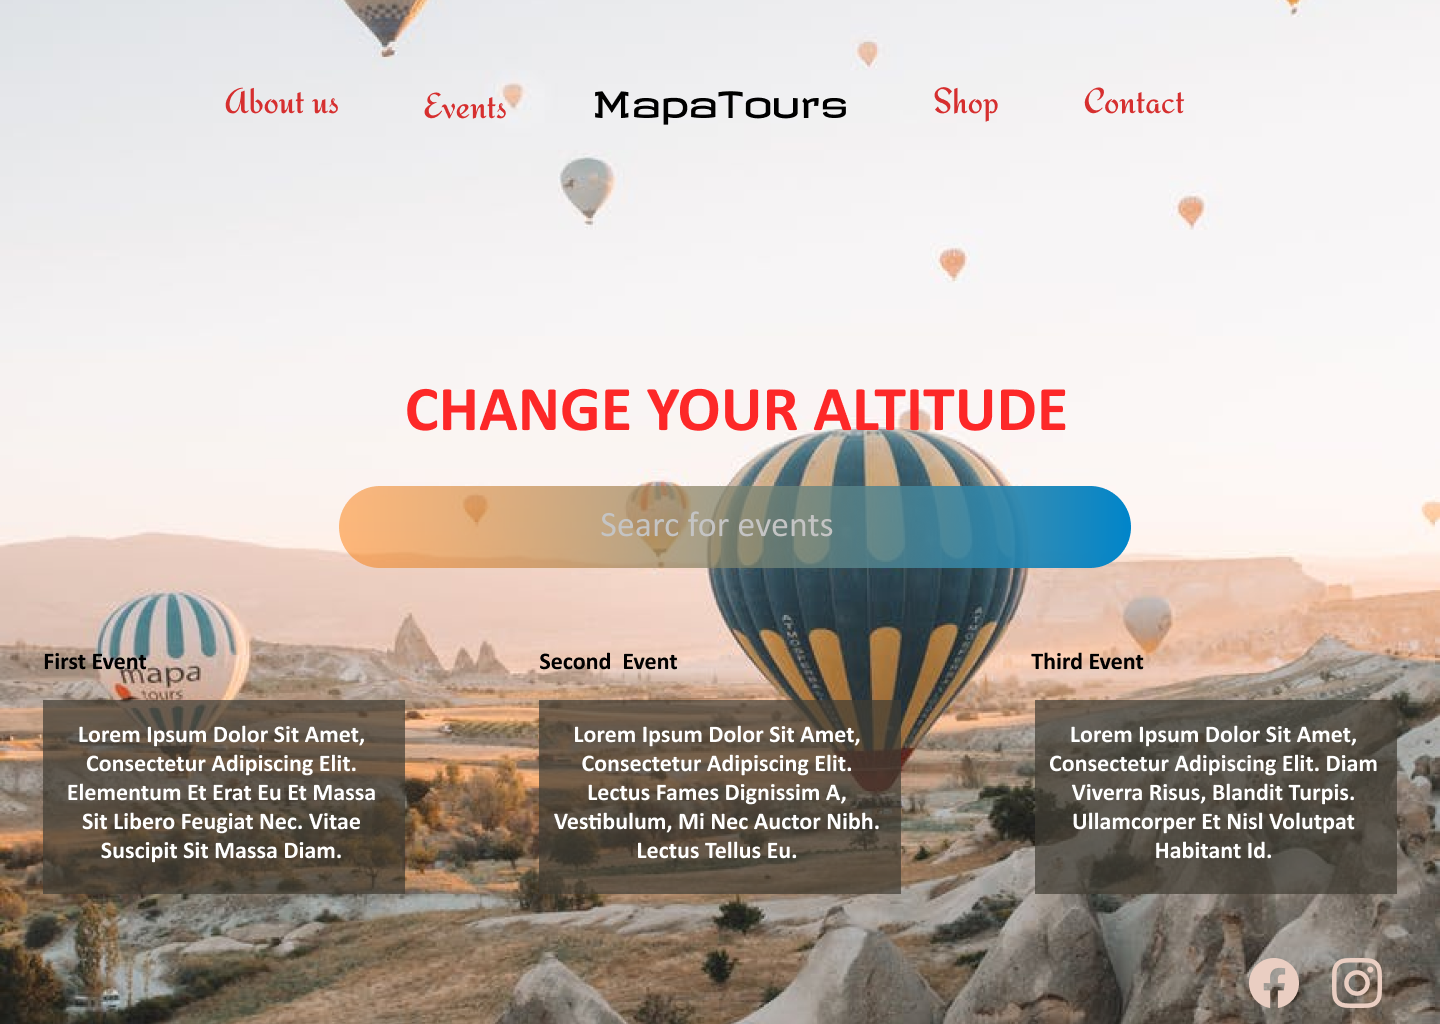 About us
Events
MapaTours
Shop
Contact
CHANGE YOUR ALTITUDE
Searc for events
First Event
Second  Event
Third Event
mapa
tours
Lorem Ipsum Dolor Sit Amet,
Consectetur Adipiscing Elit.
Elementum Et Erat Eu Et Massa
Sit Libero Feugiat Nec. Vitae
Suscipit Sit Massa Diam.
Lorem Ipsum Dolor Sit Amet,
Consectetur Adipiscing Elit.
Lectus Fames Dignissim A,
Vestibulum, Mi Nec Auctor Nibh.
Lectus Tellus Eu.
Lorem Ipsum Dolor Sit Amet,
Consectetur Adipiscing Elit. Diam
Viverra Risus, Blandit Turpis.
Ullamcorper Et Nisl Volutpat
Habitant Id.